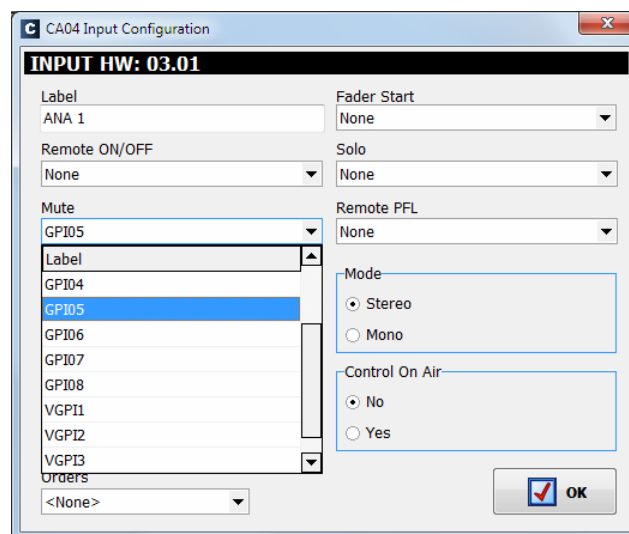 C CA04 Input Configuration
INPUT HW: 03.01
Label
ANA 1
Fader Start
None
Remote ON/OFF
None
Solo
None
Mute
GPI05
Remote PFL
None
Label
GPI04
GPI05
GPI06
GPI07
GPI08
VGPI1
VGPI2
VGPI3
Mode
Stereo
Mono
Control On Air
No
Yes
Orders
<None>
OK